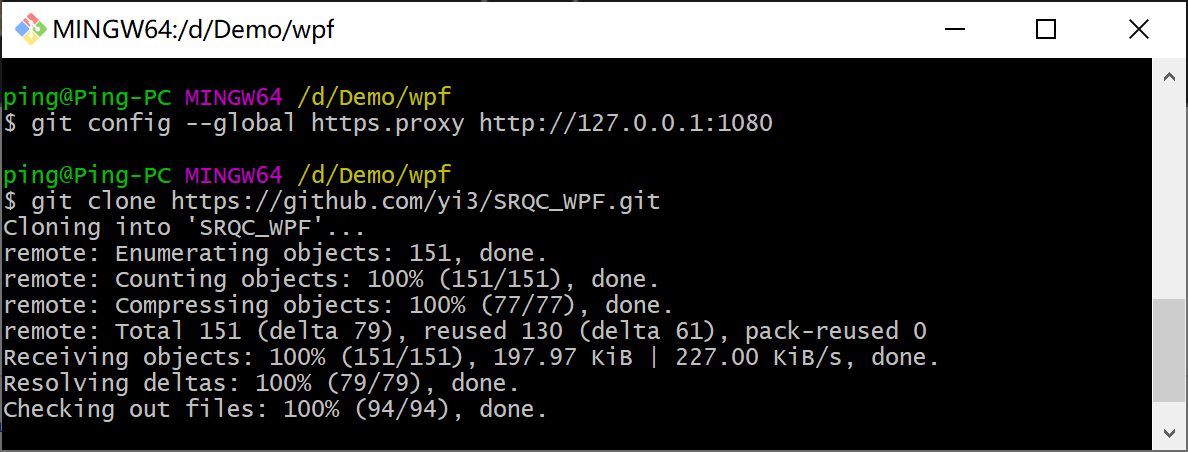 MINGW64:/d/Demo/wpf
ping@Ping-PC MINGW64 /d/Demo/wpf
$ git config --global https.proxy http://127.0.0.1:1080
ping@Ping-PC MINGW64 /d/Demo/wpf
$ git clone https://github.com/yi3/SRQC_WPF.git
Cloning into 'SRQC_WPF'...
remote: Enumerating objects: 151, done.
remote: Counting objects: 100% (151/151), done.
remote: Compressing objects: 100% (77/77), done.
remote: Total 151 (delta 79), reused 130 (delta 61), pack-reused 0
Receiving objects: 100% (151/151), 197.97 KiB | 227.00 KiB/s, done.
Resolving deltas: 100% (79/79), done.
Checking out files: 100% (94/94), done.